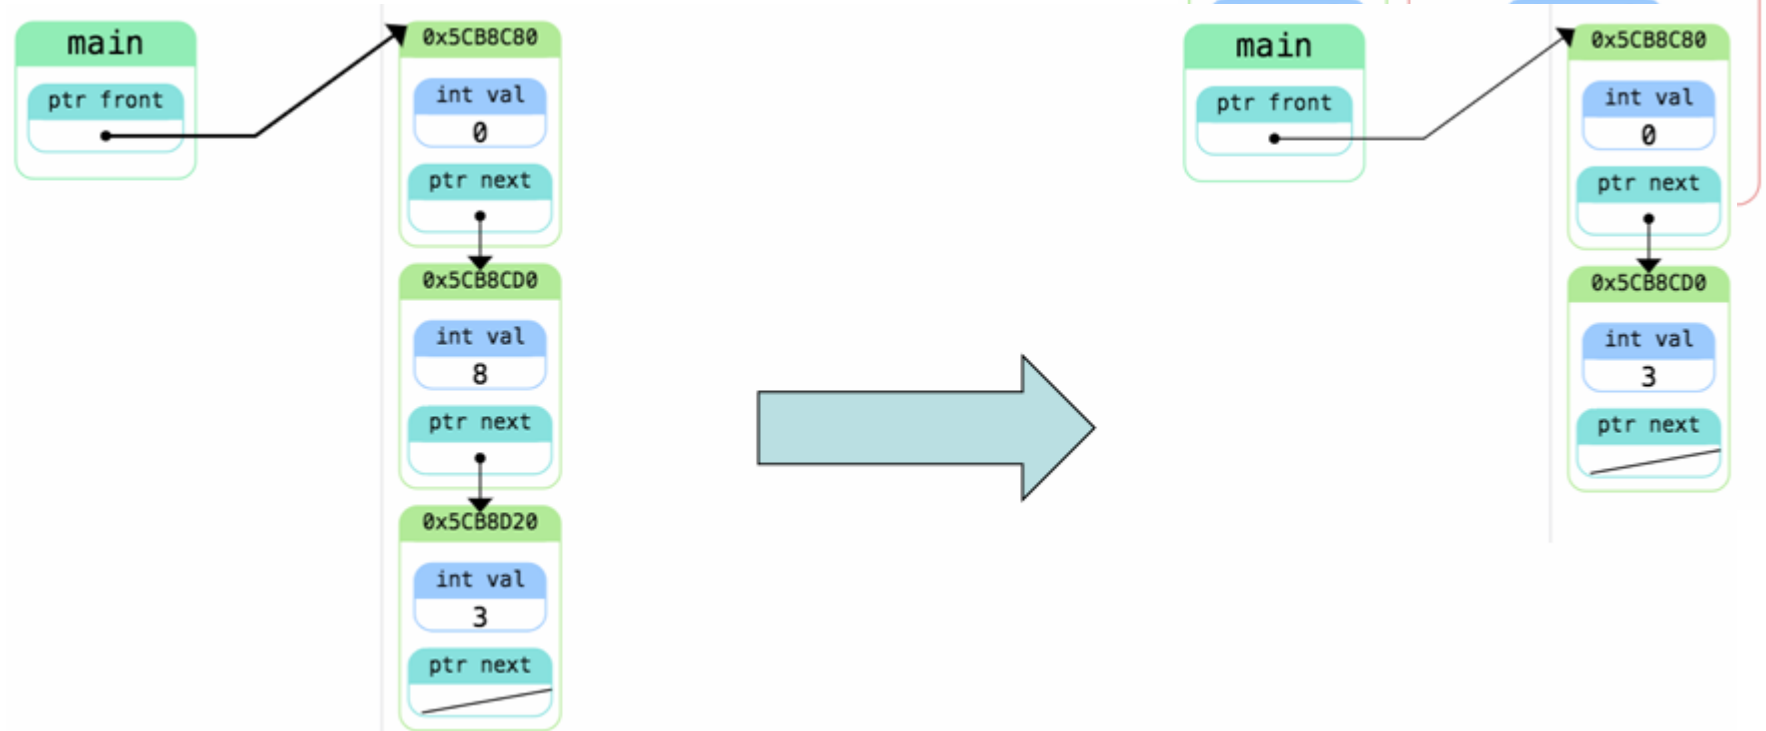 main
ptr front
0x5CB8C80
int val
0
ptr next
0x5CB8CD0
int val
8
ptr next
0x5CB8D20
int val
3
ptr next
main
ptr front
0x5CB8C80
int val
0
ptr next
0x5CB8CD0
int val
3
ptr next